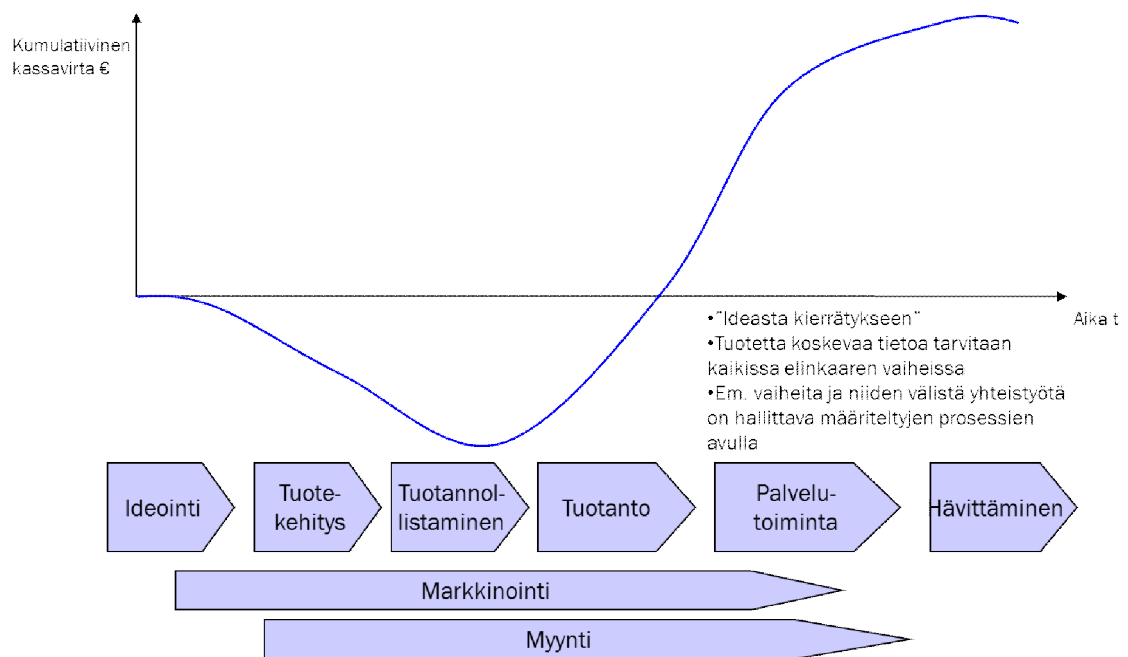 Kumulatiivinen
kassavirta €
Aika t
•"Ideasta kierrätykseen"
•Tuotetta koskevaa tietoa tarvitaan
kaikissa elinkaaren vaiheissa
•Em. vaiheita ja niiden välistä yhteistyötä
on hallittava määriteltyjen prosessien
avulla
Ideointi
Tuote-
kehitys
Tuotannol-
listaminen
Tuotanto
Palvelu-
toiminta
Hävittäminen
Markkinointi
Myynti